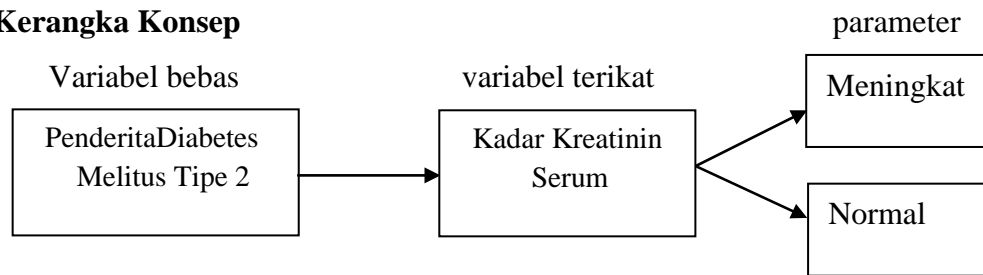 Kerangka Konsep
parameter
Variabel bebas
variabel terikat
PenderitaDiabetes
Melitus Tipe 2
Kadar Kreatinin
Serum
Meningkat
Normal